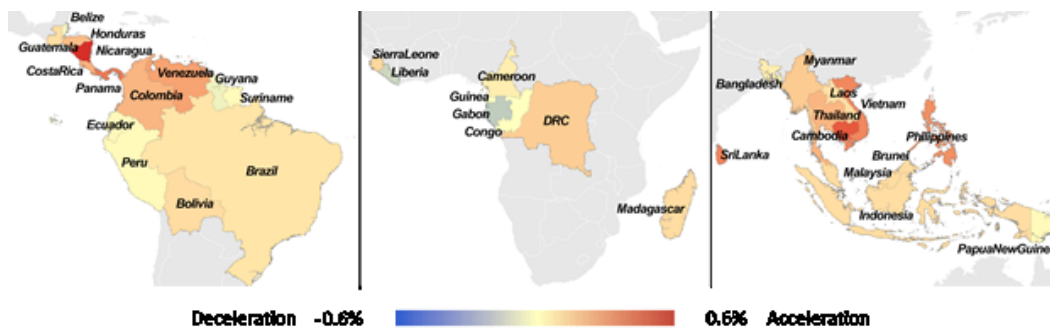 Belize
Honduras
Guatemala
Nicaragua
CostaRica
Venezuela
Guyana
Panama
Colombia
Suriname
Ecuador
Peru
Brazil
Bolivia
SierraLeone
Liberia
Cameroon
Guinea
Gabon
DRC
Congo
Madagascar
Myanmar
Bangladesh
Laos
Vietnam
Thailand
Cambodia
Philippines
SriLanka
Brunei
Malaysia
Indonesia
PapuaNewGuine
Deceleration -0.6% 0.6% Acceleration